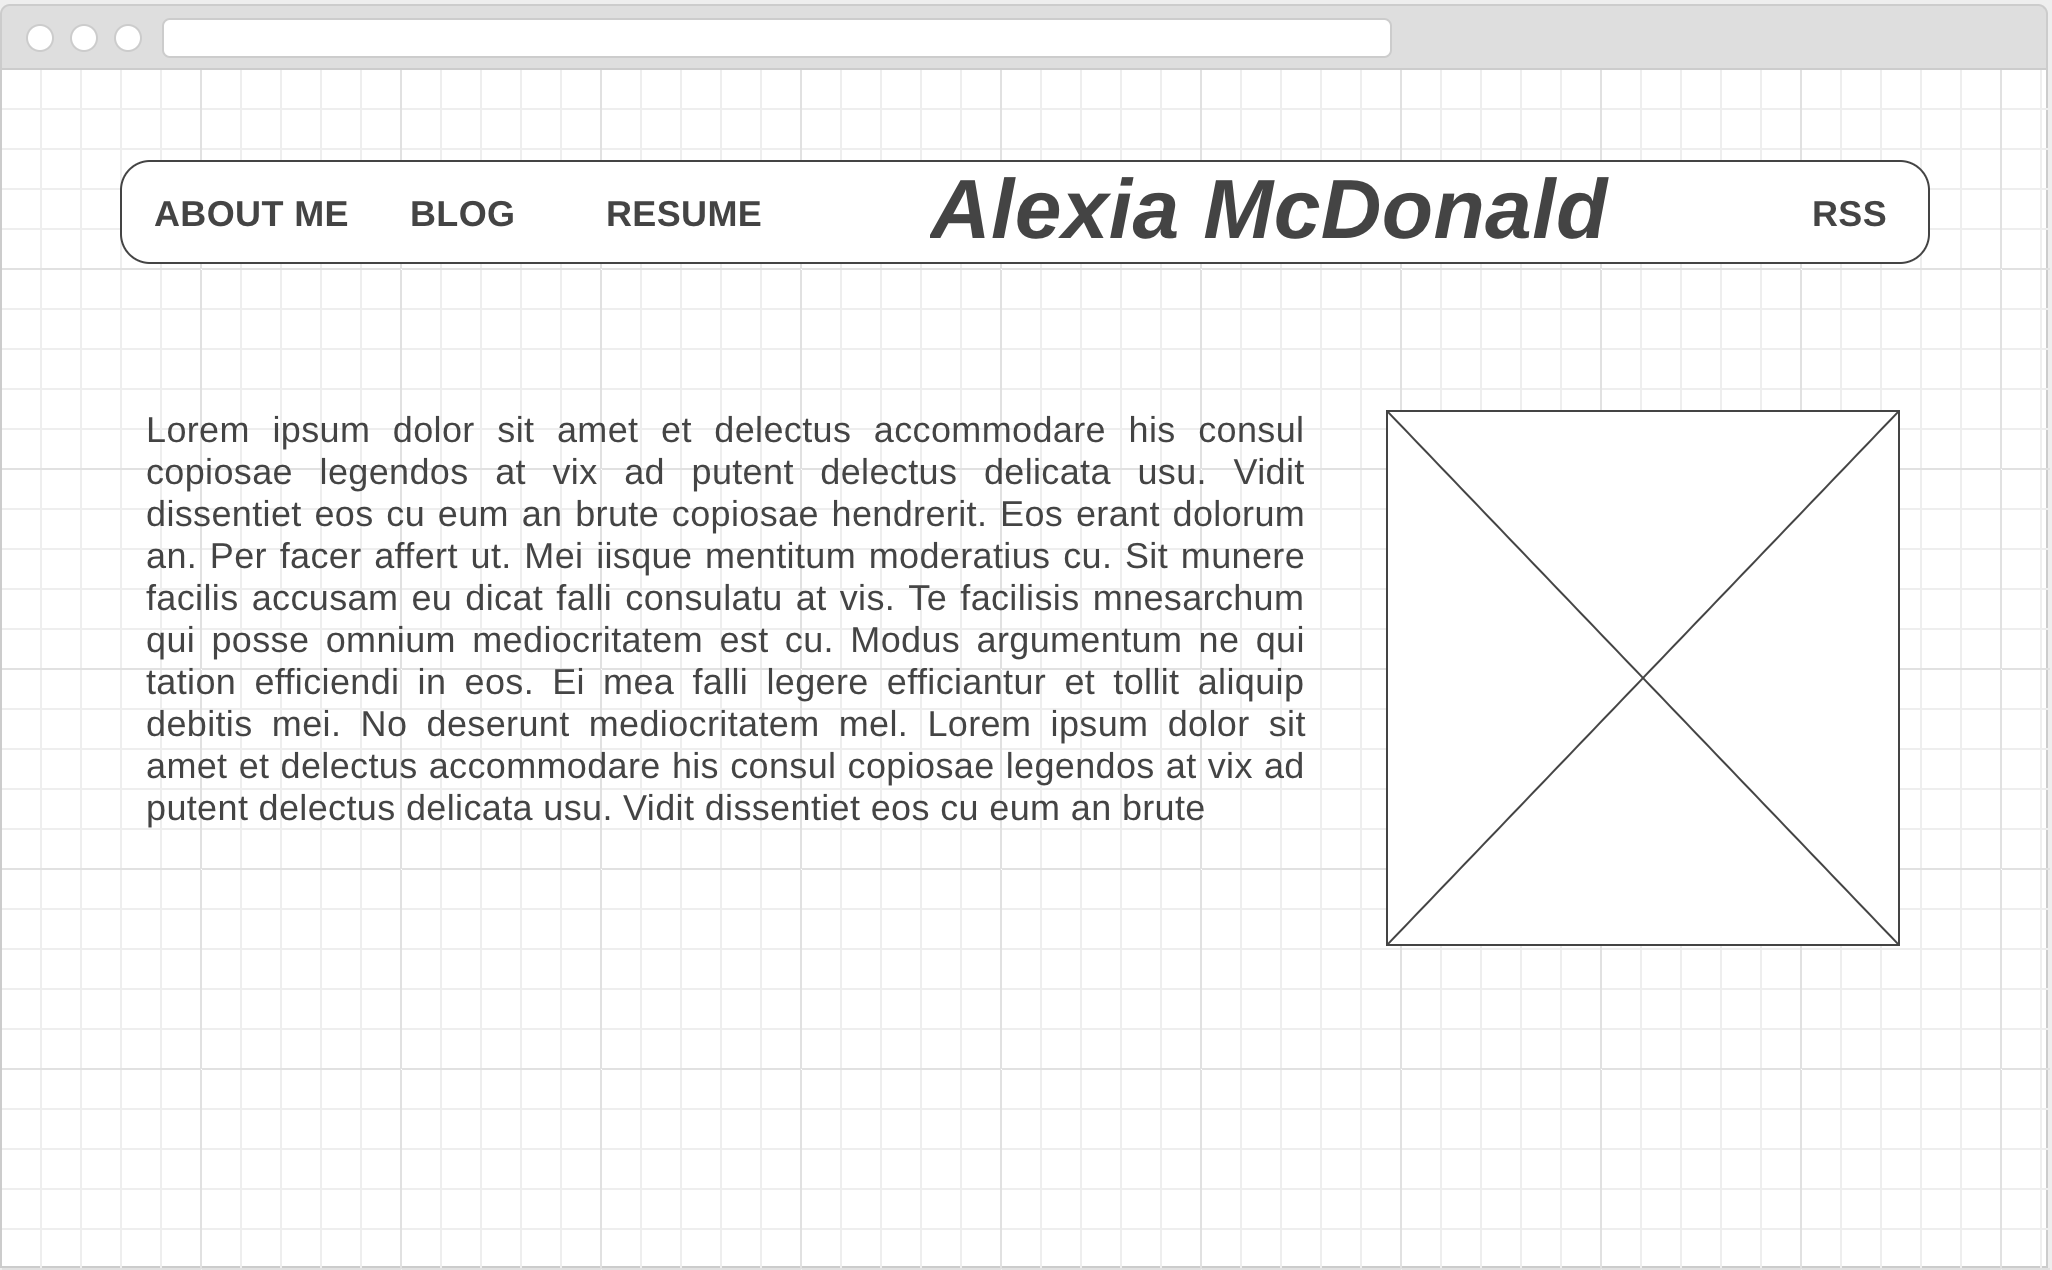 ABOUT ME BLOG RESUME Alexia McDonald RSS
Lorem ipsum dolor sit amet et delectus accommodare his consul
copiosae legendos at vix ad putent delectus delicata usu. Vidit
dissentiet eos cu eum an brute copiosae hendrerit. Eos erant dolorum
an. Per facer affert ut. Mei iisque mentitum moderatius cu. Sit munere
facilis accusam eu dicat falli consulatu at vis. Te facilisis mnesarchum
qui posse omnium mediocritatem est cu. Modus argumentum ne qui
tation efficiendi in eos. Ei mea falli legere efficiantur et tollit aliquip
debitis mei. No deserunt mediocritatem mel. Lorem ipsum dolor sit
amet et delectus accommodare his consul copiosae legendos at vix ad
putent delectus delicata usu. Vidit dissentiet eos cu eum an brute